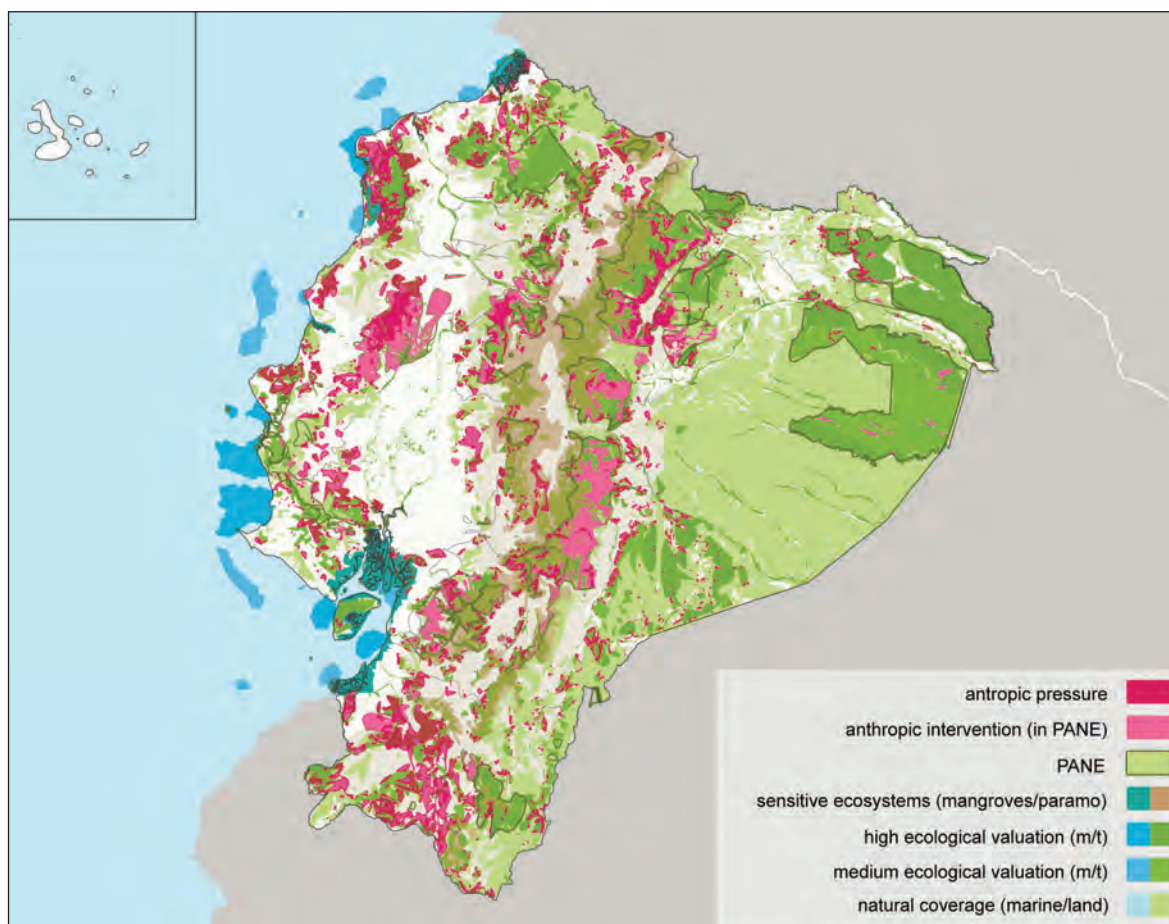 antropic pressure
anthropic intervention (in PANE)
PANE
sensitive ecosystems (mangroves/paramo)
high ecological valuation (m/t)
medium ecological valuation (m/t)
natural coverage (marine/land)